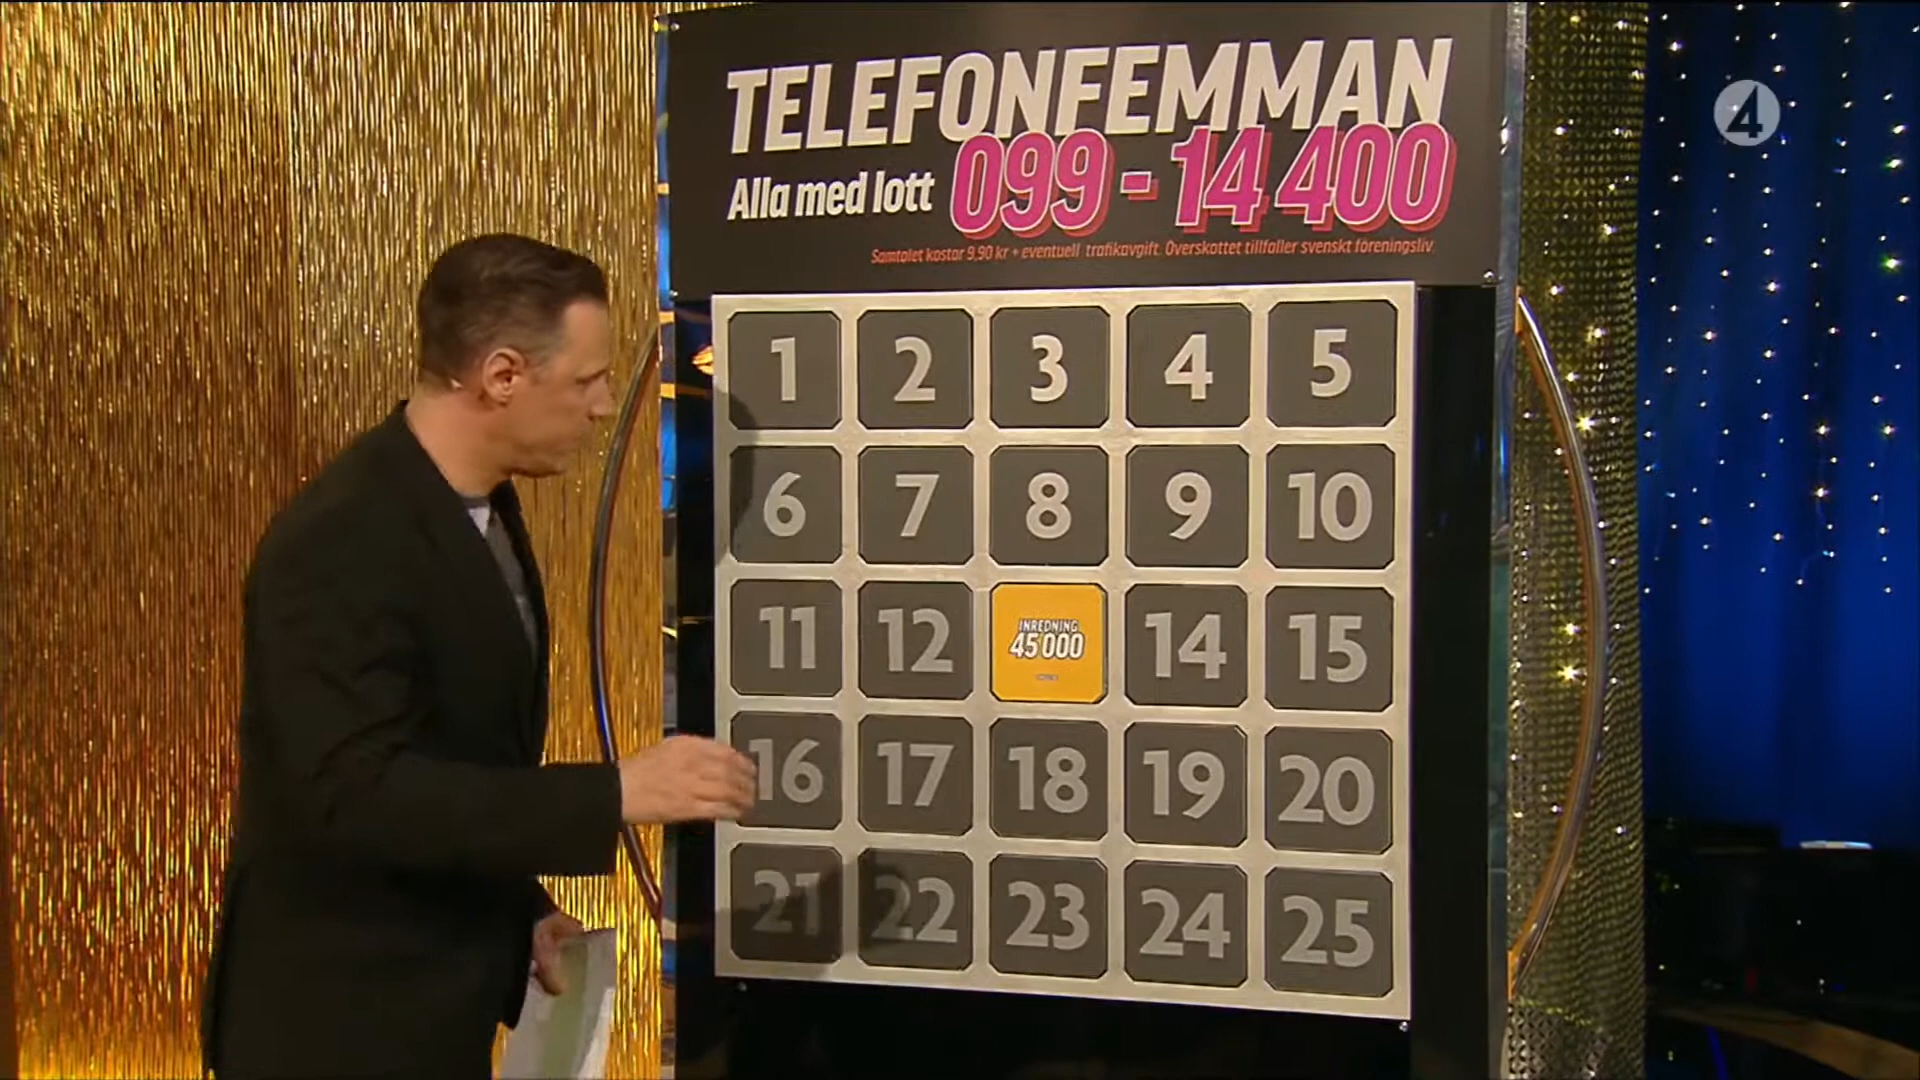 TELEFONFEMMAN
Alla med lott 099-14 400
Samtalet kostar 9,90 kr + eventuell trafikavgift. Överskottet tillfaller svenskt föreningsliv.
4
1 2 3 4 5
6 7 8 9 10
11 12 INREDNING 45 000 14 15
16 17 18 19 20
21 22 23 24 25